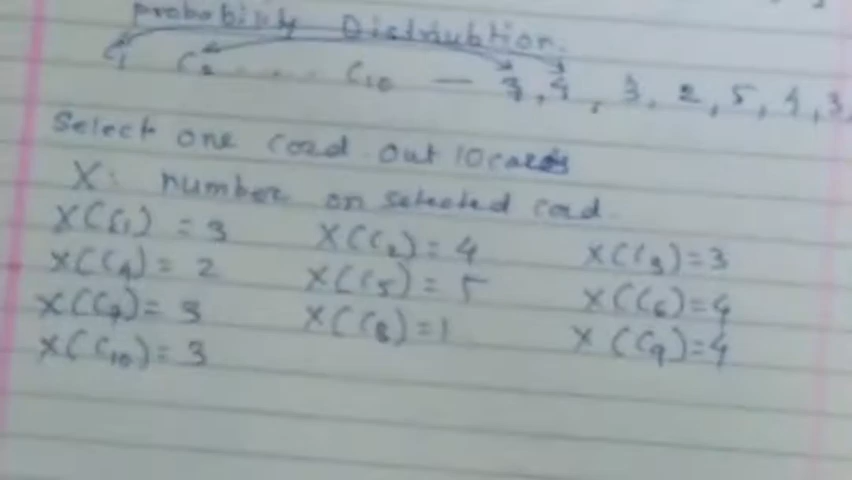 probability Distribution.
C1 C2 .... C10 — 3, 4, 3, 2, 5, 4, 3,
Select one card out 10 cards
X: number on selected card.
X(C1) = 3 X(C2) = 4 X(C3) = 3
X(C4) = 2 X(C5) = 5 X(C6) = 4
X(C7) = 3 X(C8) = 1 X(C9) = 4
X(C10) = 3